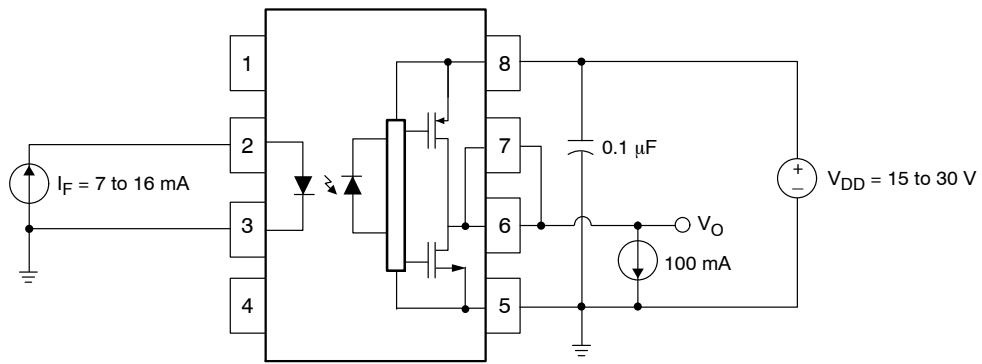 1
8
2
7
0.1 μF
+
−
V_DD = 15 to 30 V
I_F = 7 to 16 mA
3
6
V_O
100 mA
4
5